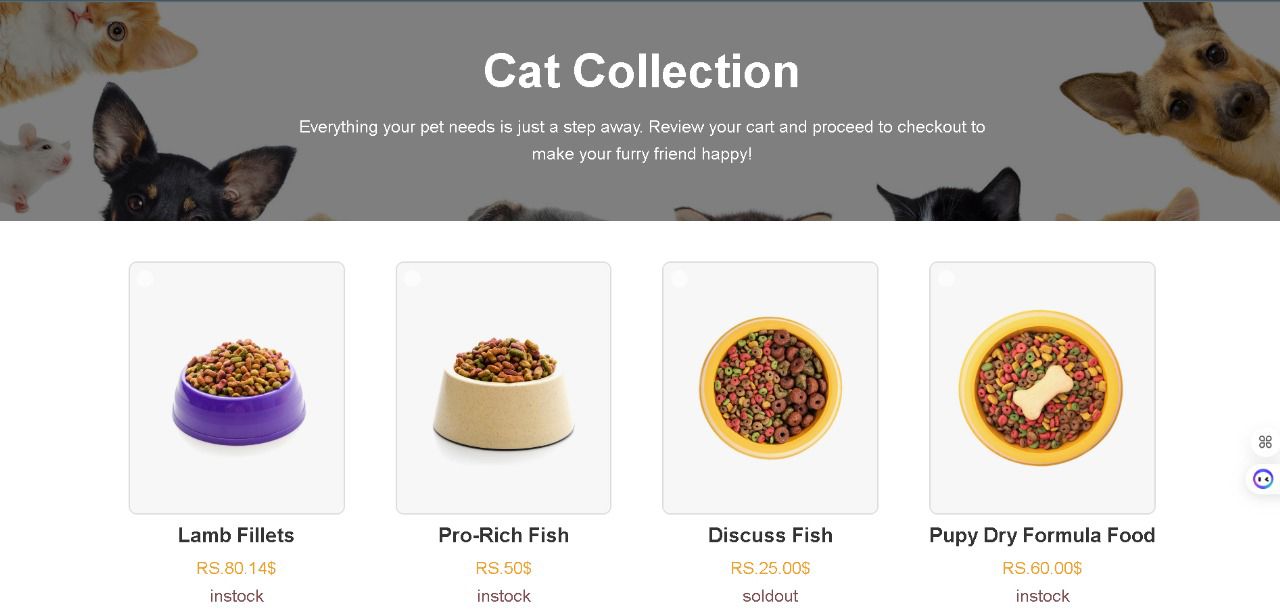 Cat Collection
Everything your pet needs is just a step away. Review your cart and proceed to checkout to
make your furry friend happy!
Lamb Fillets
RS.80.14$
instock
Pro-Rich Fish
RS.50$
instock
Discuss Fish
RS.25.00$
soldout
Pupy Dry Formula Food
RS.60.00$
instock